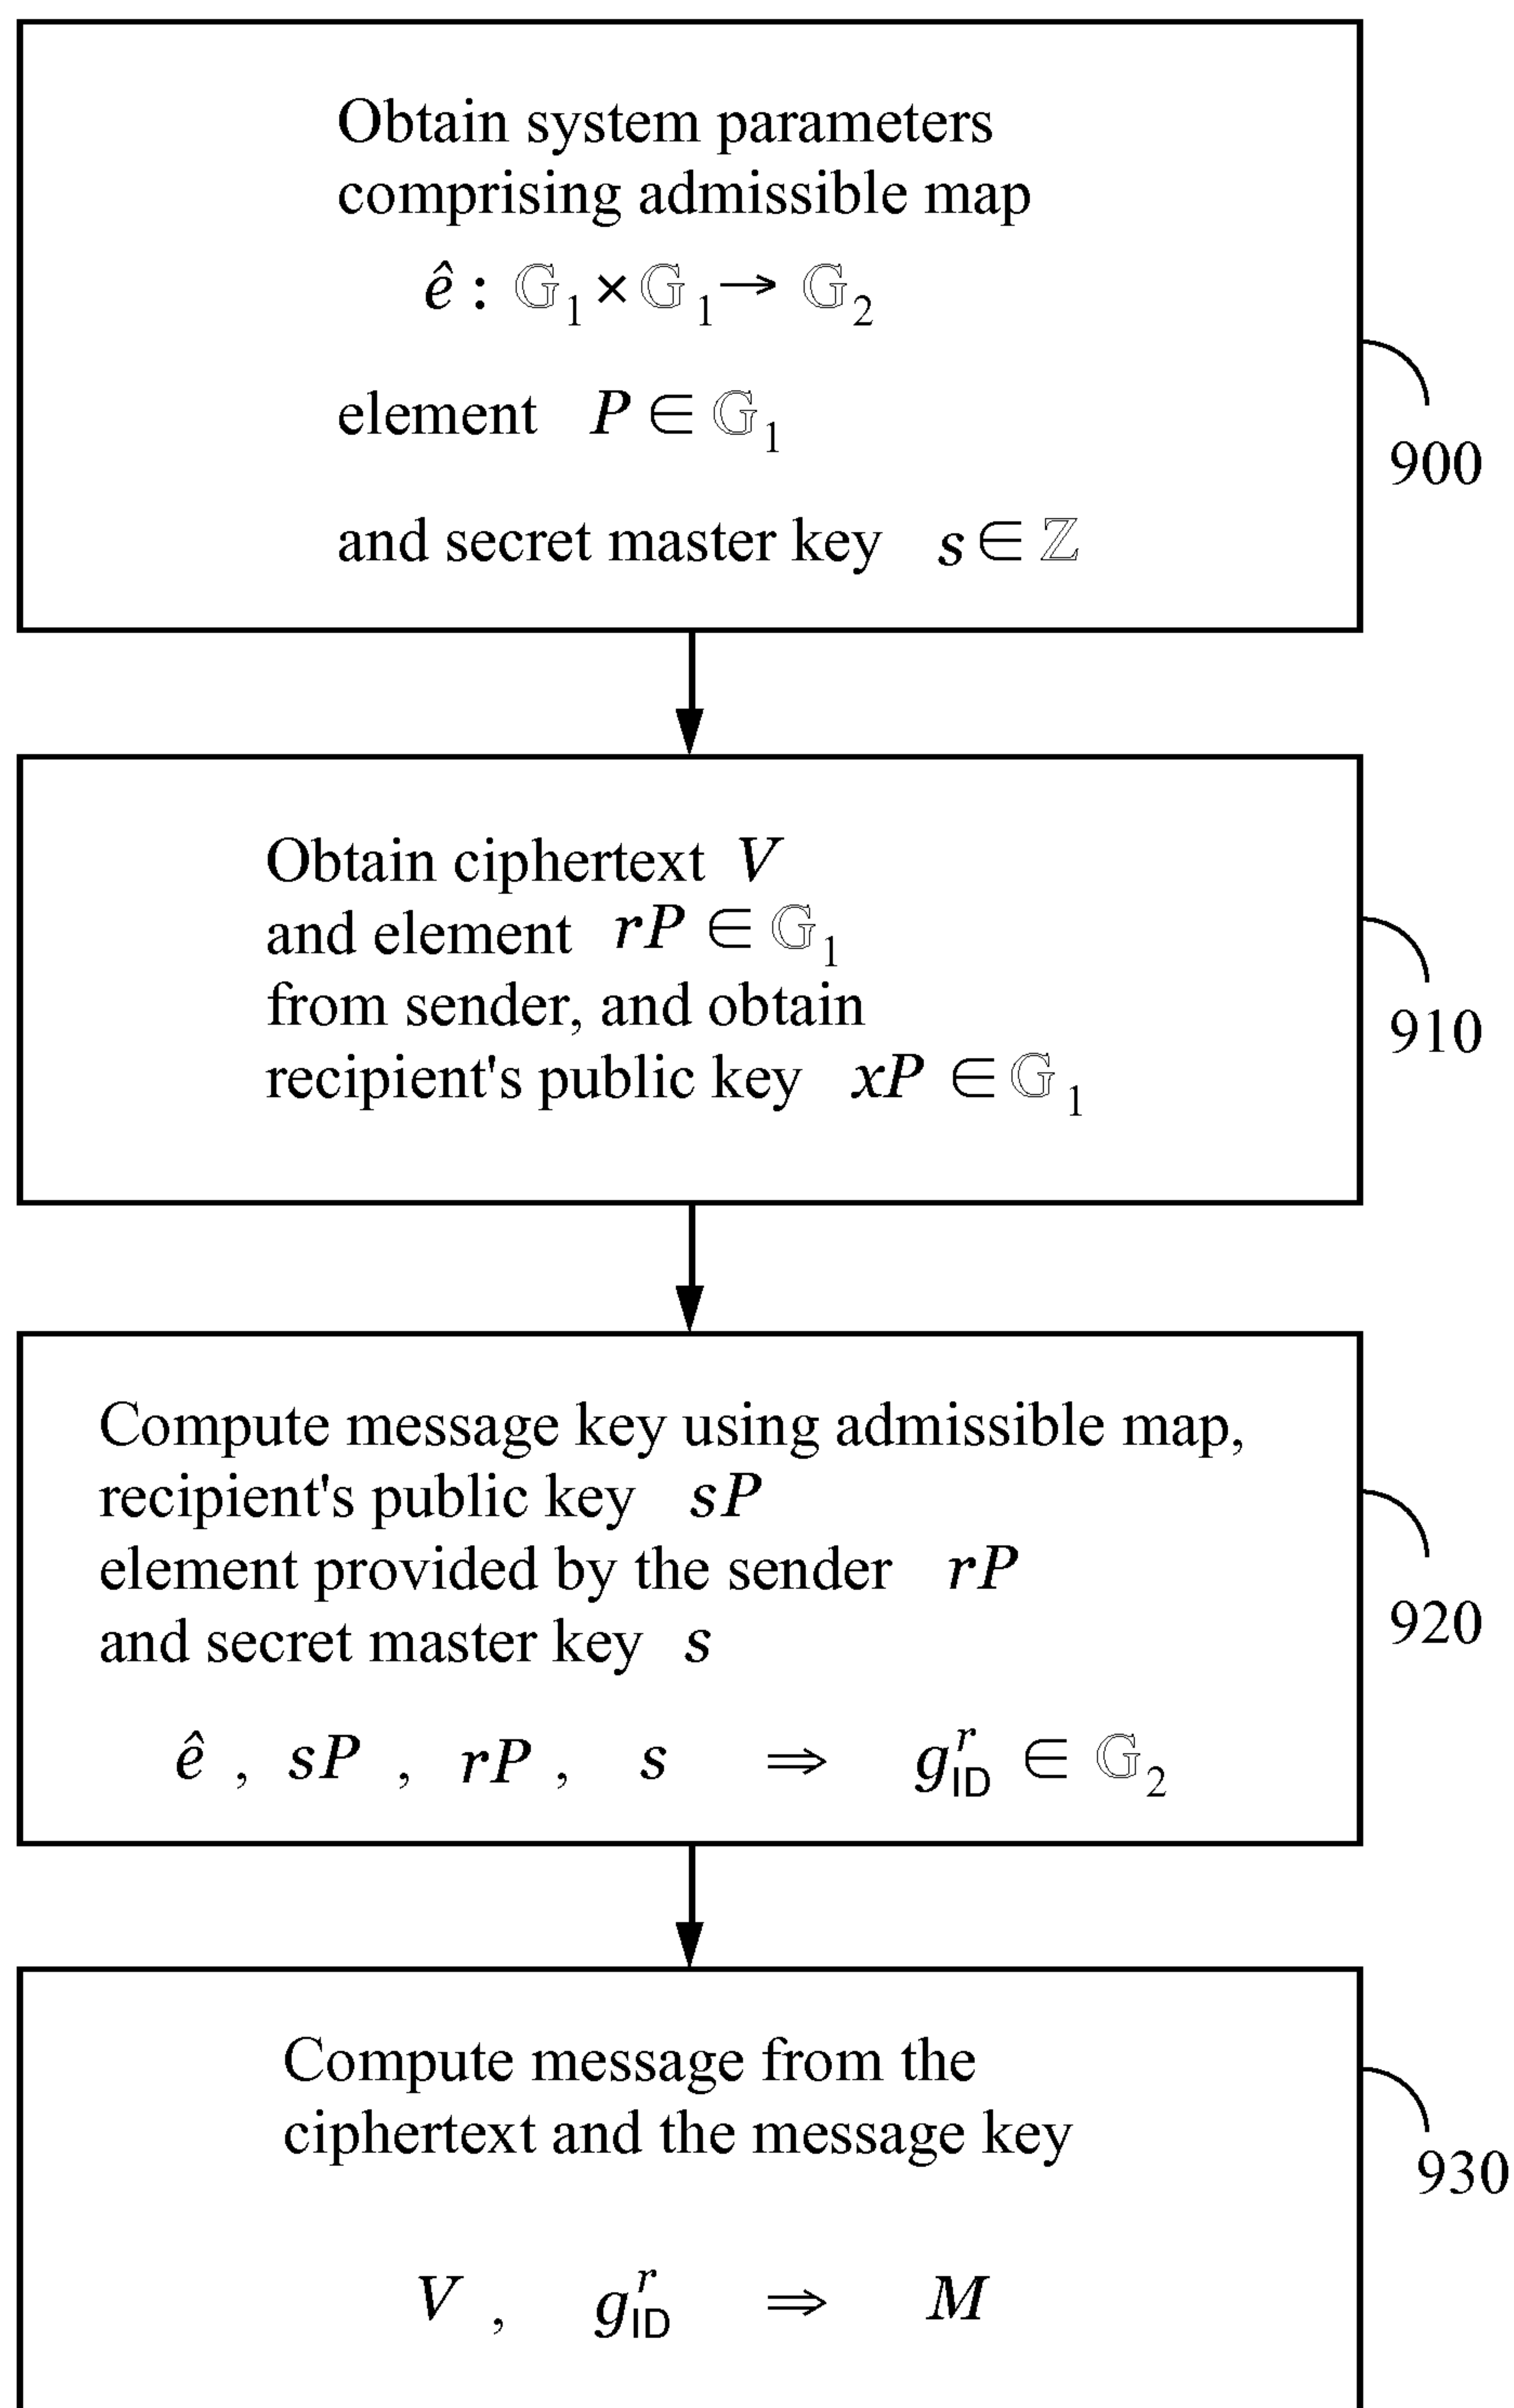 Obtain system parameters
comprising admissible map
ê : 𝔾₁ × 𝔾₁ → 𝔾₂
element P ∈ 𝔾₁
and secret master key s ∈ ℤ
900
Obtain ciphertext V
and element rP ∈ 𝔾₁
from sender, and obtain
recipient's public key xP ∈ 𝔾₁
910
Compute message key using admissible map,
recipient's public key sP
element provided by the sender rP
and secret master key s
ê , sP , rP , s ⇒ g_ID^r ∈ 𝔾₂
920
Compute message from the
ciphertext and the message key
V , g_ID^r ⇒ M
930